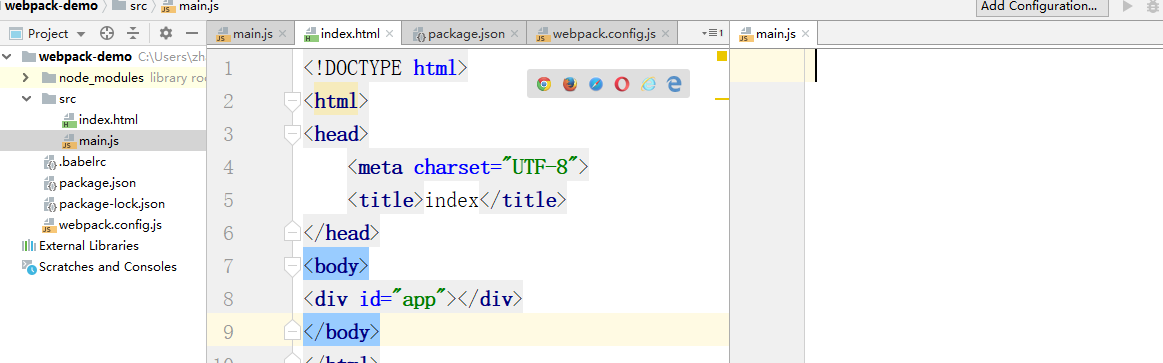 webpack-demo src main.js Add Configuration...
Project main.js index.html package.json webpack.config.js 1 main.js
webpack-demo C:\Users\zh
node_modules library roo
src
index.html
main.js
.babelrc
package.json
package-lock.json
webpack.config.js
External Libraries
Scratches and Consoles
1 <!DOCTYPE html>
2 <html>
3 <head>
4 <meta charset="UTF-8">
5 <title>index</title>
6 </head>
7 <body>
8 <div id="app"></div>
9 </body>
10 </html>